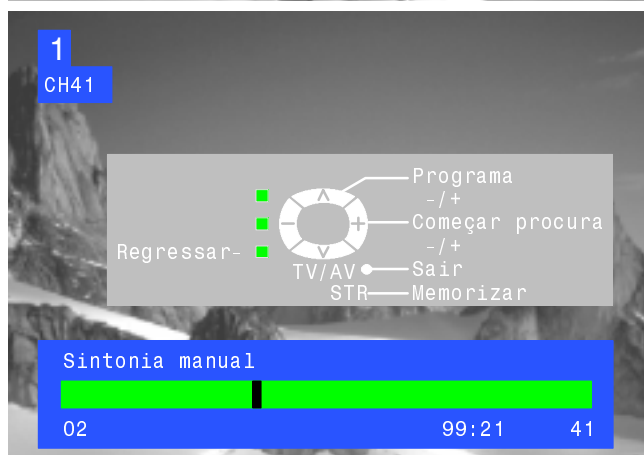 1
CH41
Programa
-/+
Começar procura
-/+
Regressar-
TV/AV Sair
STR Memorizar
Sintonia manual
02 99:21 41